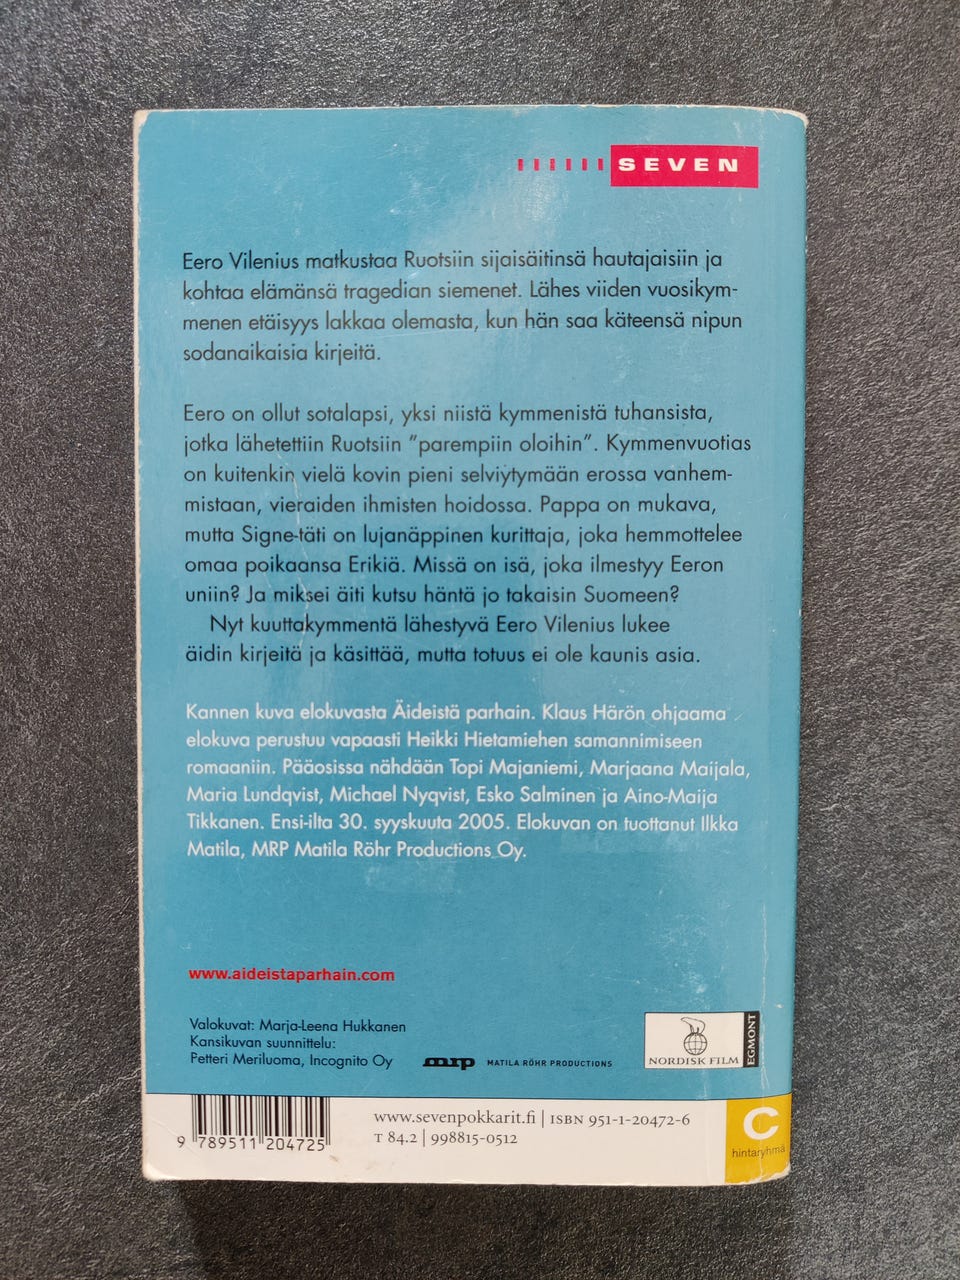 SEVEN
Eero Vilenius matkustaa Ruotsiin sijaisäitinsä hautajaisiin ja
kohtaa elämänsä tragedian siemenet. Lähes viiden vuosikym-
menen etäisyys lakkaa olemasta, kun hän saa käteensä nipun
sodanaikaisia kirjeitä.
Eero on ollut sotalapsi, yksi niistä kymmenistä tuhansista,
jotka lähetettiin Ruotsiin ”parempiin oloihin”. Kymmenvuotias
on kuitenkin vielä kovin pieni selviytymään erossa vanhem-
mistaan, vieraiden ihmisten hoidossa. Pappa on mukava,
mutta Signe-täti on lujanäppinen kurittaja, joka hemmottelee
omaa poikaansa Erikiä. Missä on isä, joka ilmestyy Eeron
uniin? Ja miksei äiti kutsu häntä jo takaisin Suomeen?
Nyt kuuttakymmentä lähestyvä Eero Vilenius lukee
äidin kirjeitä ja käsittää, mutta totuus ei ole kaunis asia.
Kannen kuva elokuvasta Äideistä parhain. Klaus Härön ohjaama
elokuva perustuu vapaasti Heikki Hietamiehen samannimiseen
romaaniin. Pääosissa nähdään Topi Majaniemi, Marjaana Maijala,
Maria Lundqvist, Michael Nyqvist, Esko Salminen ja Aino-Maija
Tikkanen. Ensi-ilta 30. syyskuuta 2005. Elokuvan on tuottanut Ilkka
Matila, MRP Matila Röhr Productions Oy.
www.aideistaparhain.com
Valokuvat: Marja-Leena Hukkanen
Kansikuvan suunnittelu:
Petteri Meriluoma, Incognito Oy
mrp MATILA RÖHR PRODUCTIONS
NORDISK FILM
EGMONT
www.sevenpokkarit.fi | ISBN 951-1-20472-6
T 84.2 | 998815-0512
9 789511 204725
C
hintaryhmä